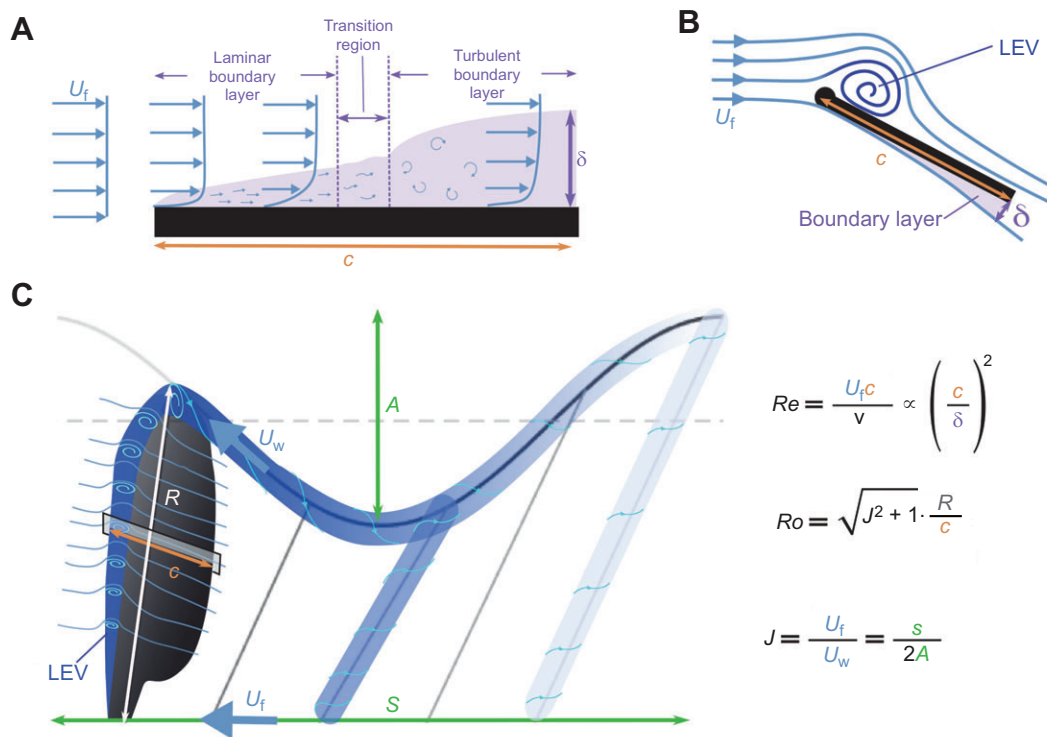 A
Transition
region
Laminar
boundary
layer
Turbulent
boundary
layer
U_f
δ
c
B
LEV
U_f
c
Boundary layer
δ
C
A
U_w
R
c
LEV
U_f
S
Re = U_f c / ν ∝ (c / δ)^2
Ro = √(J^2 + 1) · R / c
J = U_f / U_w = s / 2A